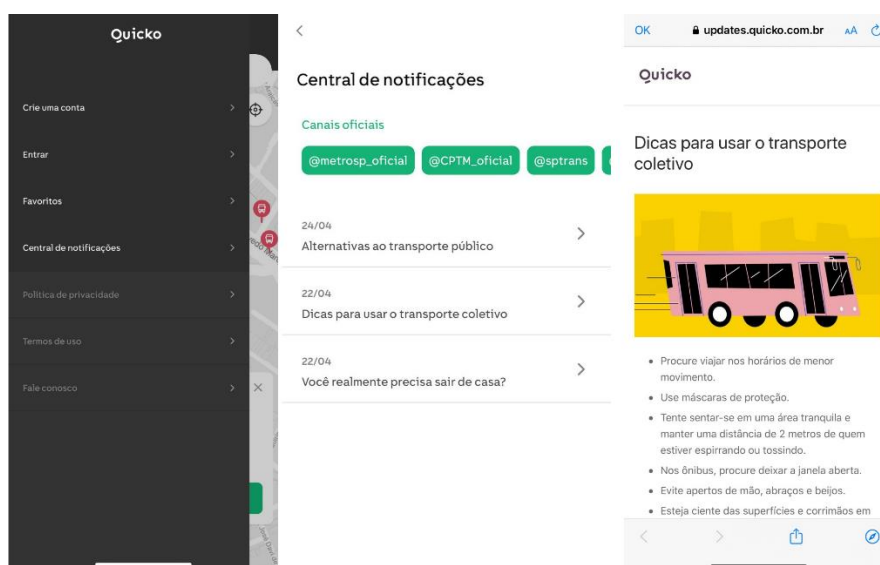 Quicko
Crie uma conta
Entrar
Favoritos
Central de notificações
Política de privacidade
Termos de uso
Fale conosco
Central de notificações
Canais oficiais
@metrosp_oficial @CPTM_oficial @sptrans
24/04
Alternativas ao transporte público
22/04
Dicas para usar o transporte coletivo
22/04
Você realmente precisa sair de casa?
OK updates.quicko.com.br AA
Quicko
Dicas para usar o transporte
coletivo
• Procure viajar nos horários de menor
movimento.
• Use máscaras de proteção.
• Tente sentar-se em uma área tranquila e
manter uma distância de 2 metros de quem
estiver espirrando ou tossindo.
• Nos ônibus, procure deixar a janela aberta.
• Evite apertos de mão, abraços e beijos.
• Esteja ciente das superfícies e corrimãos em